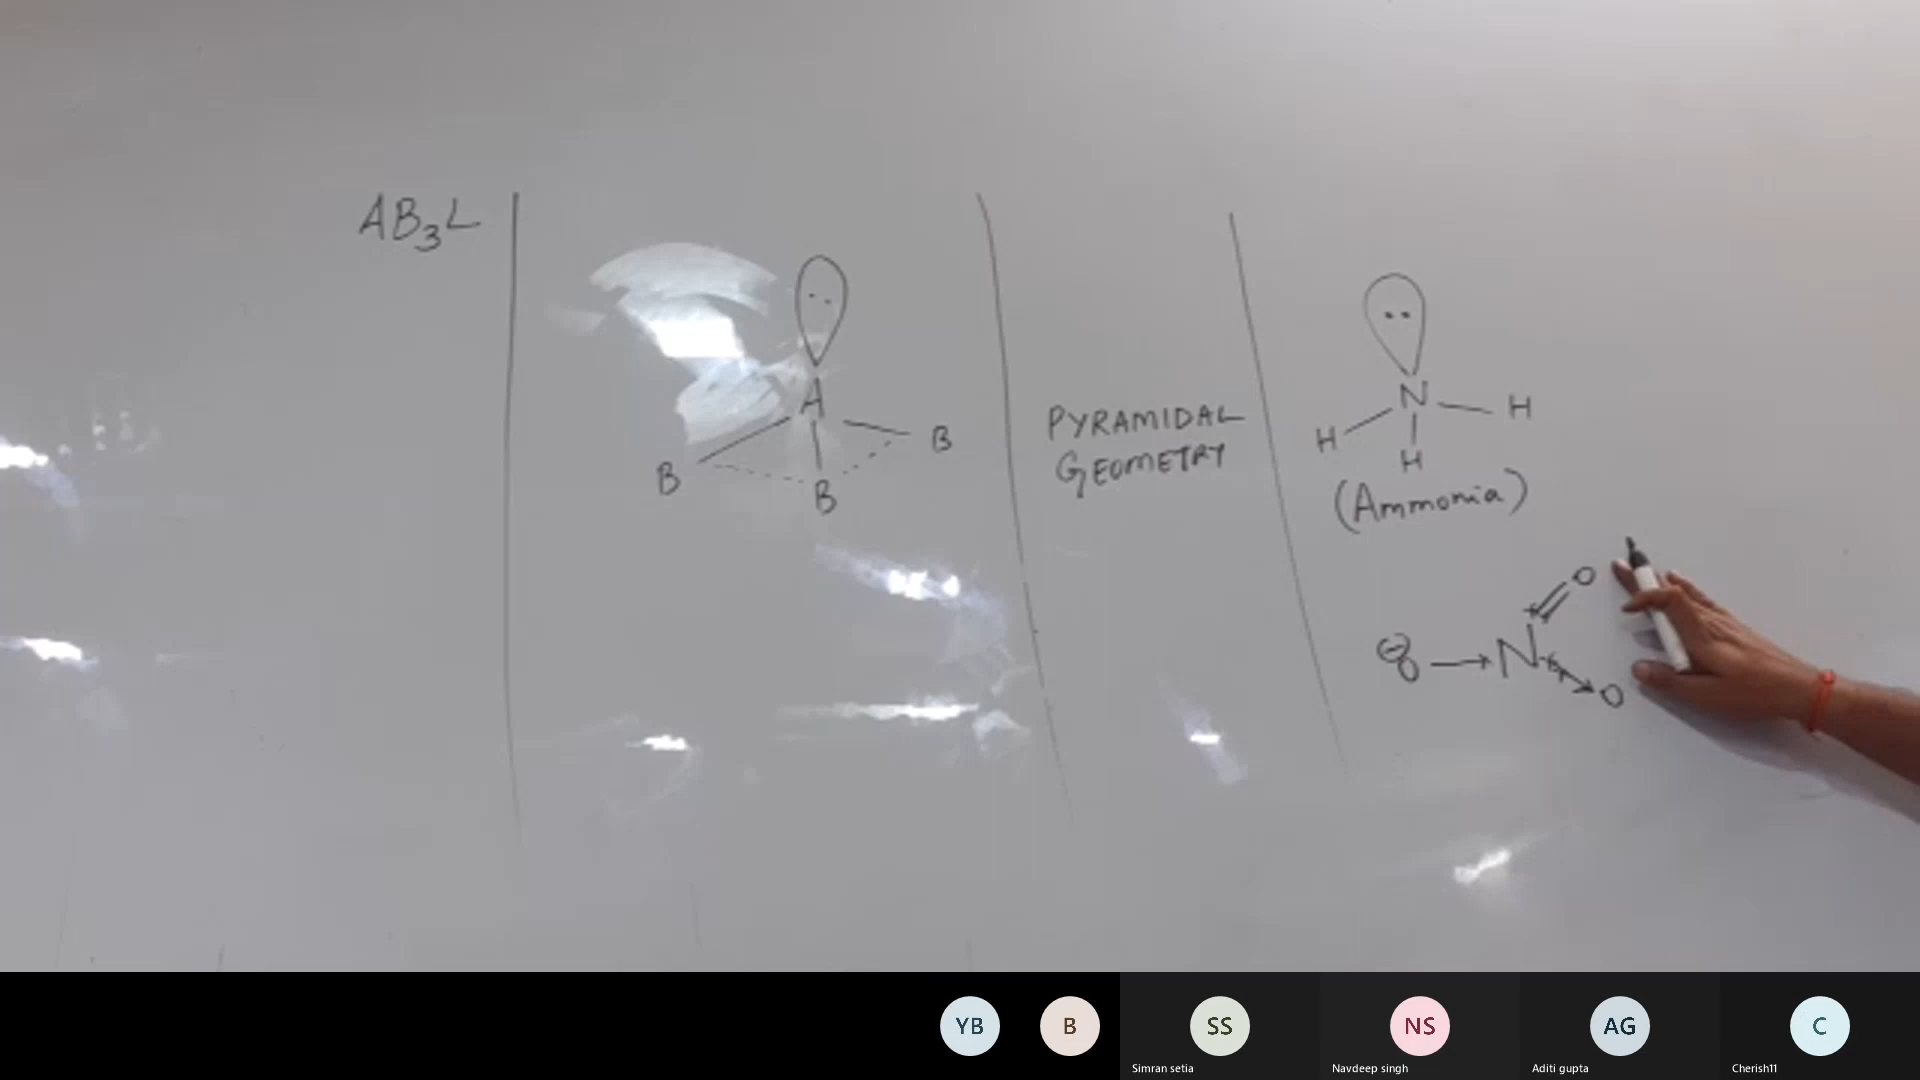 AB₃L
A
B
B
B
PYRAMIDAL
GEOMETRY
N
H
H
H
(Ammonia)
O
N
O
YB
B
SS
NS
AG
C
Simran setia
Navdeep singh
Aditi gupta
Cherish11